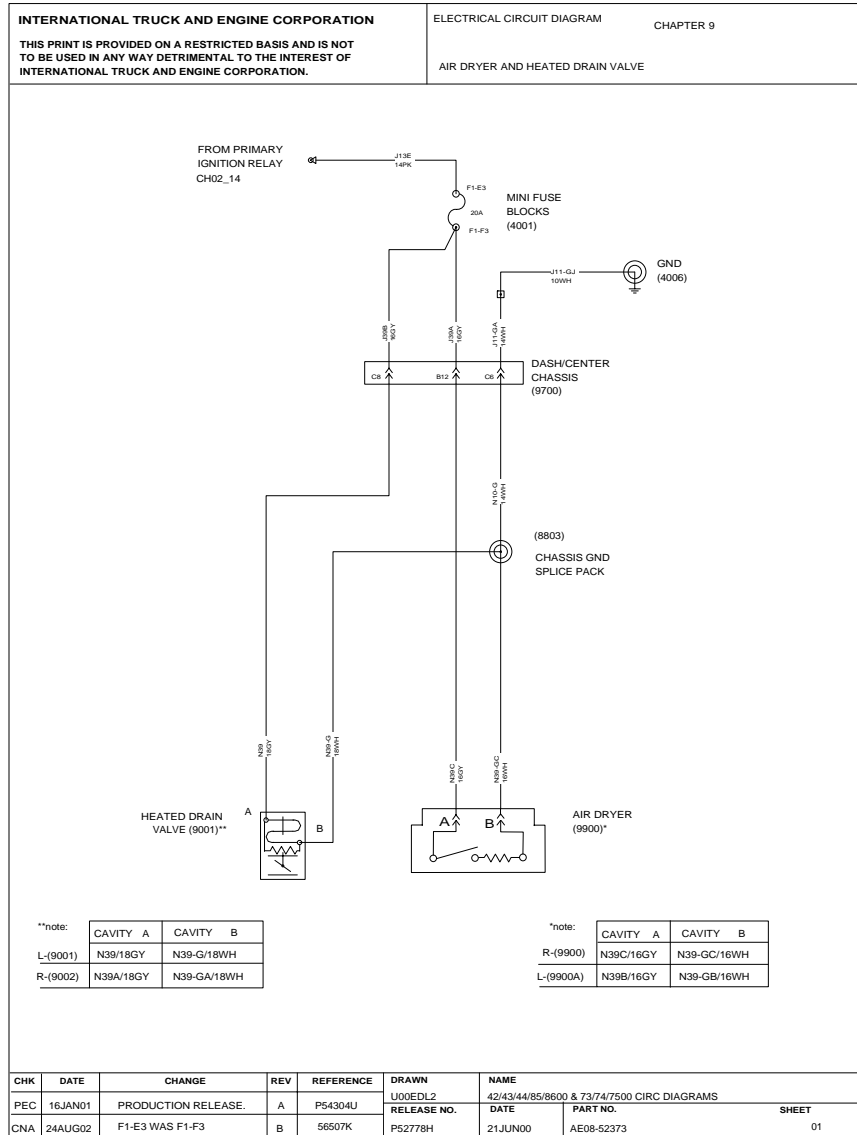 INTERNATIONAL TRUCK AND ENGINE CORPORATION
THIS PRINT IS PROVIDED ON A RESTRICTED BASIS AND IS NOT
TO BE USED IN ANY WAY DETRIMENTAL TO THE INTEREST OF
INTERNATIONAL TRUCK AND ENGINE CORPORATION.
ELECTRICAL CIRCUIT DIAGRAM
CHAPTER 9
AIR DRYER AND HEATED DRAIN VALVE
FROM PRIMARY
IGNITION RELAY
CH02_14
J13E
14PK
F1-E3
20A
F1-F3
MINI FUSE
BLOCKS
(4001)
J11-GJ
10WH
GND
(4006)
J39B
16GY
J39A
16GY
J11-GA
14WH
C8
B12
C6
DASH/CENTER
CHASSIS
(9700)
N10-G
14WH
(8803)
CHASSIS GND
SPLICE PACK
N39
18GY
N39-G
18WH
N39C
16GY
N39-GC
16WH
HEATED DRAIN
VALVE (9001)**
A
B
A
B
AIR DRYER
(9900)*
**note:
CAVITY A CAVITY B
L-(9001) N39/18GY N39-G/18WH
R-(9002) N39A/18GY N39-GA/18WH
*note:
CAVITY A CAVITY B
R-(9900) N39C/16GY N39-GC/16WH
L-(9900A) N39B/16GY N39-GB/16WH
CHK DATE CHANGE REV REFERENCE DRAWN NAME
U00EDL2 42/43/44/85/8600 & 73/74/7500 CIRC DIAGRAMS
PEC 16JAN01 PRODUCTION RELEASE. A P54304U
RELEASE NO. DATE PART NO. SHEET
CNA 24AUG02 F1-E3 WAS F1-F3 B 56507K P52778H 21JUN00 AE08-52373 01